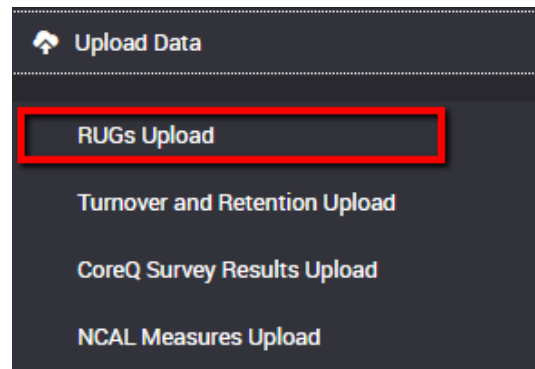 Upload Data
RUGs Upload
Turnover and Retention Upload
CoreQ Survey Results Upload
NCAL Measures Upload